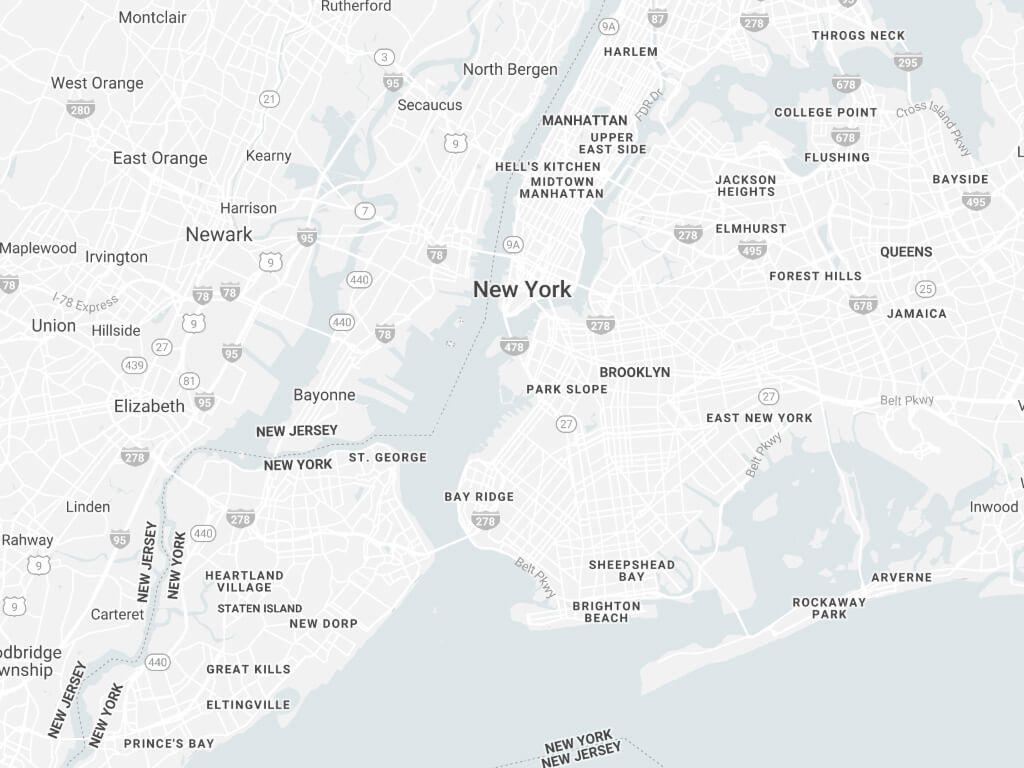 Rutherford
Montclair
87
278
9A
THROGS NECK
HARLEM
3
295
North Bergen
West Orange
95
678
21
280
Secaucus
FDR Dr
COLLEGE POINT
Cross Island Pkwy
MANHATTAN
UPPER
EAST SIDE
678
9
East Orange
Kearny
FLUSHING
HELL'S KITCHEN
MIDTOWN
MANHATTAN
JACKSON
HEIGHTS
BAYSIDE
495
Harrison
7
Newark
95
278
ELMHURST
495
9A
Maplewood
Irvington
78
QUEENS
9
FOREST HILLS
78
440
New York
25
78
78
I-78 Express
678
JAMAICA
Union
Hillside
9
440
78
278
27
95
478
439
BROOKLYN
81
PARK SLOPE
Elizabeth
95
Bayonne
27
Belt Pkwy
EAST NEW YORK
27
NEW JERSEY
278
NEW YORK
ST. GEORGE
Belt Pkwy
BAY RIDGE
Linden
Inwood
278
278
Rahway
95
NEW JERSEY
NEW YORK
440
9
SHEEPSHEAD
BAY
HEARTLAND
VILLAGE
Belt Pkwy
ARVERNE
9
Carteret
STATEN ISLAND
BRIGHTON
BEACH
ROCKAWAY
PARK
NEW DORP
odbridge
wnship
440
GREAT KILLS
NEW JERSEY
NEW YORK
ELTINGVILLE
PRINCE'S BAY
NEW YORK
NEW JERSEY